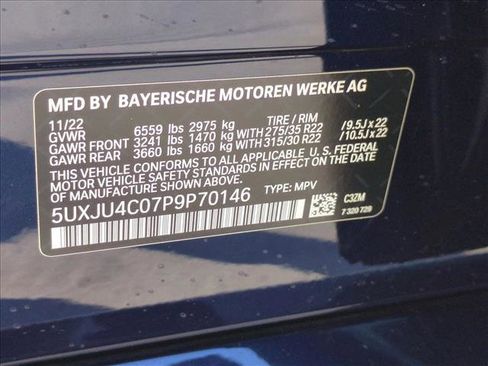 MFD BY BAYERISCHE MOTOREN WERKE AG
11/22 TIRE / RIM
GVWR 6559 lbs 2975 kg
GAWR FRONT 3241 lbs 1470 kg WITH 275/35 R22 /9.5J x 22
GAWR REAR 3660 lbs 1660 kg WITH 315/30 R22 /10.5J x 22
THIS VEHICLE CONFORMS TO ALL APPLICABLE U. S. FEDERAL
MOTOR VEHICLE SAFETY STANDARDS IN EFFECT ON THE DATE
OF MANUFACTURE SHOWN ABOVE.
5UXJU4C07P9P70146 TYPE: MPV
C3ZM
7 320 729